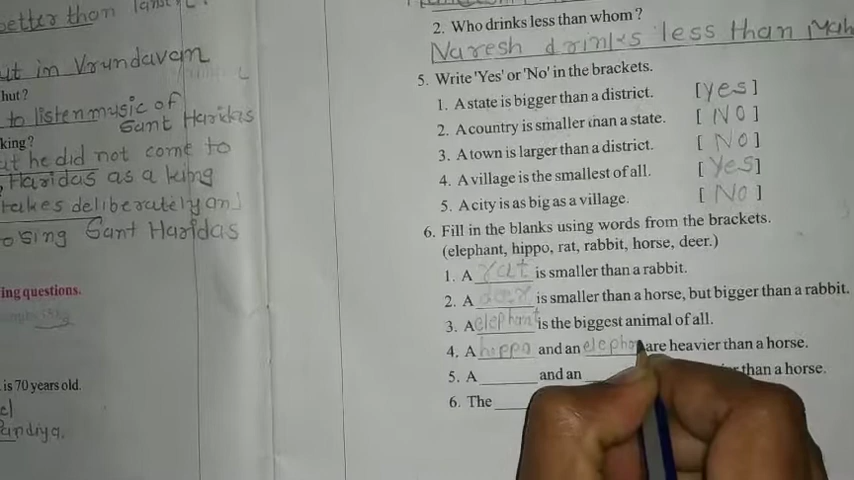 better than
ut in Vrundavan
hut?
to listen music of
Sant Haridas
king?
ut he did not come to
Haridas as a king
takes deliberately and
osing Sant Haridas
ing questions.
is 70 years old.
el
Pandiya.
2. Who drinks less than whom?
Naresh drinks less than Mah
5. Write 'Yes' or 'No' in the brackets.
1. A state is bigger than a district. [Yes]
2. A country is smaller than a state. [ NO ]
3. A town is larger than a district. [ No ]
4. A village is the smallest of all. [ Yes]
5. A city is as big as a village. [ No ]
6. Fill in the blanks using words from the brackets.
(elephant, hippo, rat, rabbit, horse, deer.)
1. A rat is smaller than a rabbit.
2. A deer is smaller than a horse, but bigger than a rabbit.
3. A elephant is the biggest animal of all.
4. A hippo and an elepha are heavier than a horse.
5. A ______ and an than a horse.
6. The